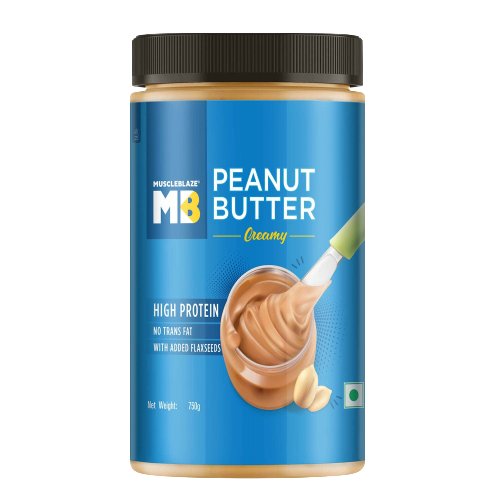 MUSCLEBLAZE®
MB
PEANUT
BUTTER
Creamy
HIGH PROTEIN
NO TRANS FAT
WITH ADDED FLAXSEEDS
Net. Weight: 750g